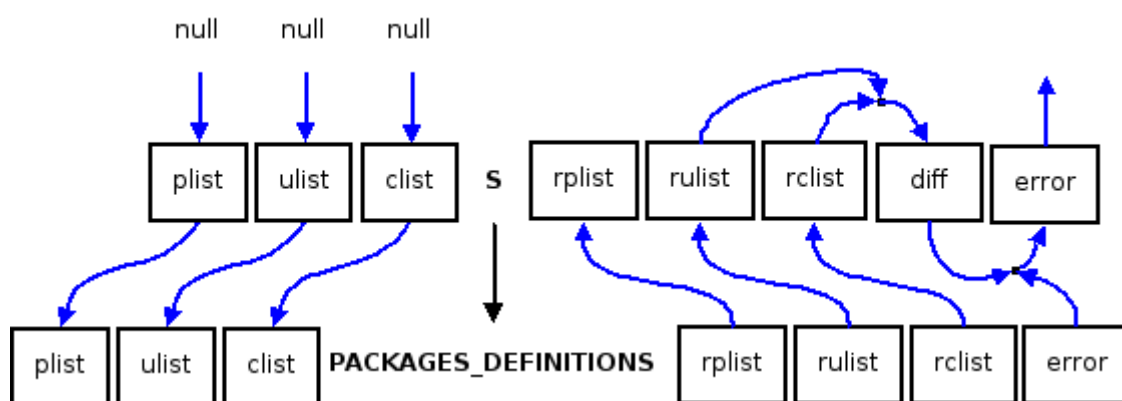 null null null
plist ulist clist S rplist rulist rclist diff error
plist ulist clist PACKAGES_DEFINITIONS rplist rulist rclist error